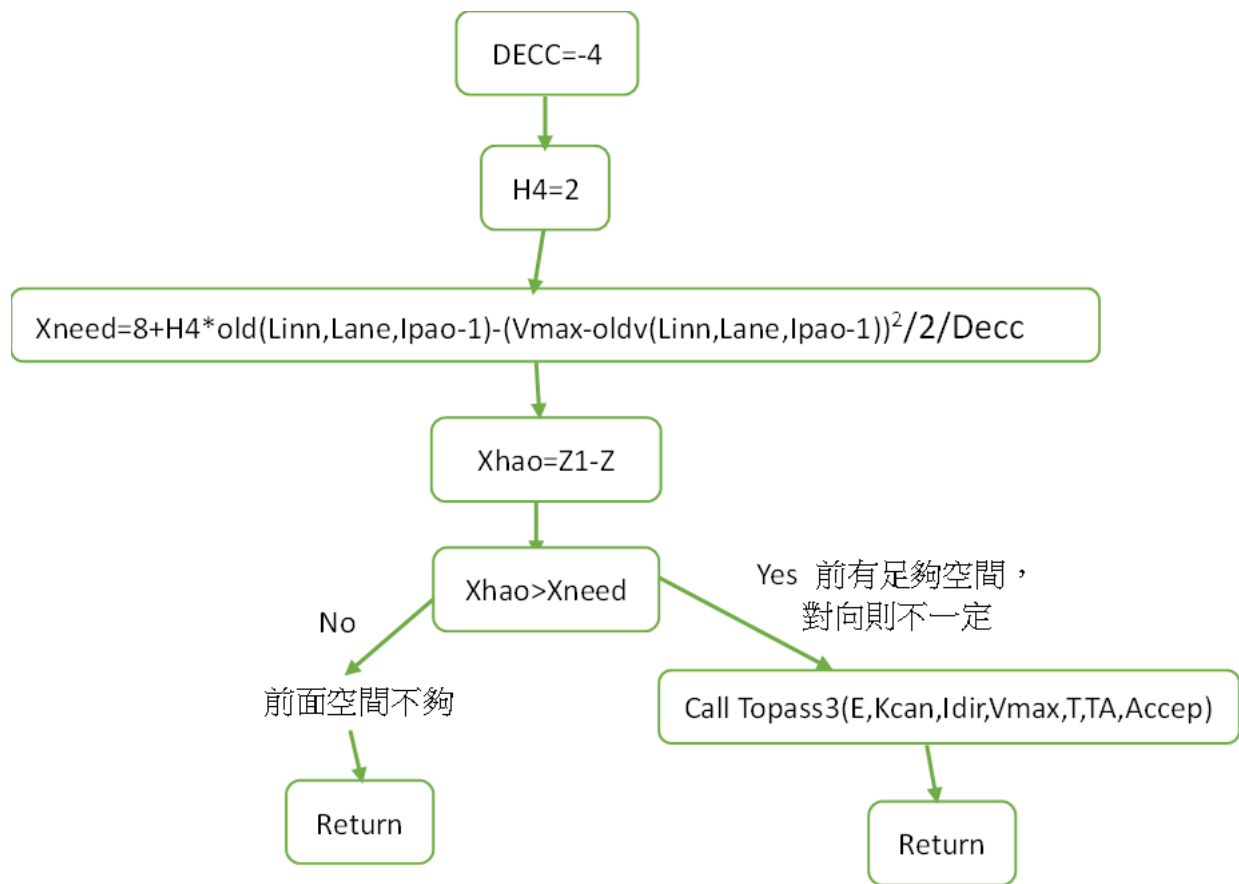 DECC=-4
H4=2
Xneed=8+H4*old(Linn,Lane,Ipao-1)-(Vmax-oldv(Linn,Lane,Ipao-1))²/2/Decc
Xhao=Z1-Z
Xhao>Xneed
Yes 前有足夠空間，
對向則不一定
No
前面空間不夠
Call Topass3(E,Kcan,Idir,Vmax,T,TA,Accep)
Return
Return